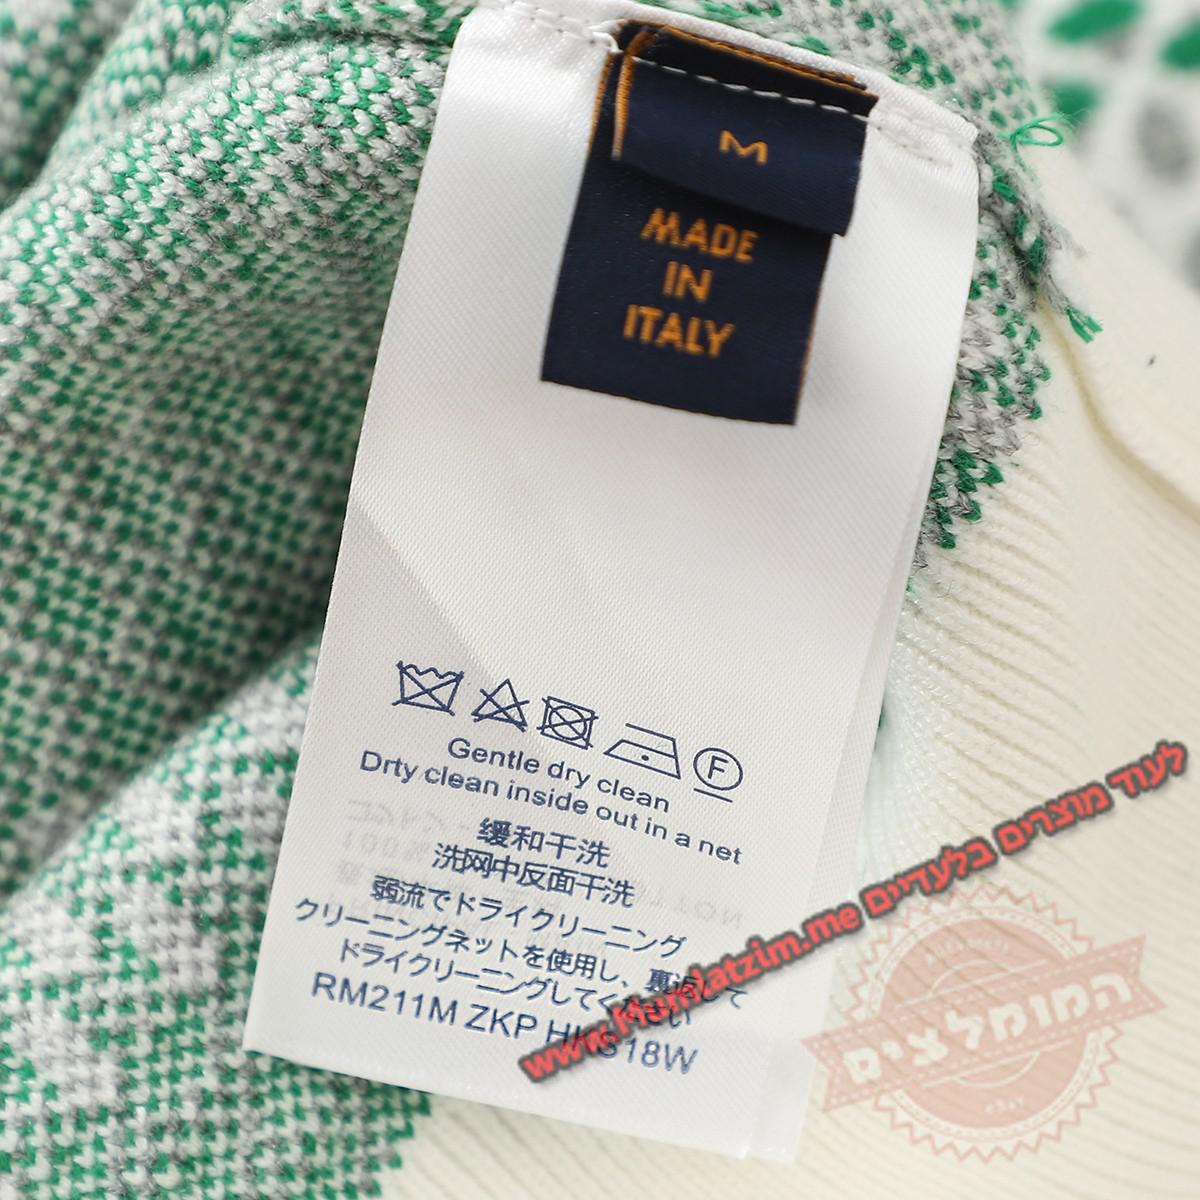 M
MADE
IN
ITALY
F
Gentle dry clean
Drty clean inside out in a net
缓和干洗
洗网中反面干洗
弱流でドライクリーニング
クリーニングネットを使用し、裏返して
ドライクリーニングしてください
RM211M ZKP 18W
www.Mumlatzim.me לעוד מוצרים בלעדיים
המומלצים